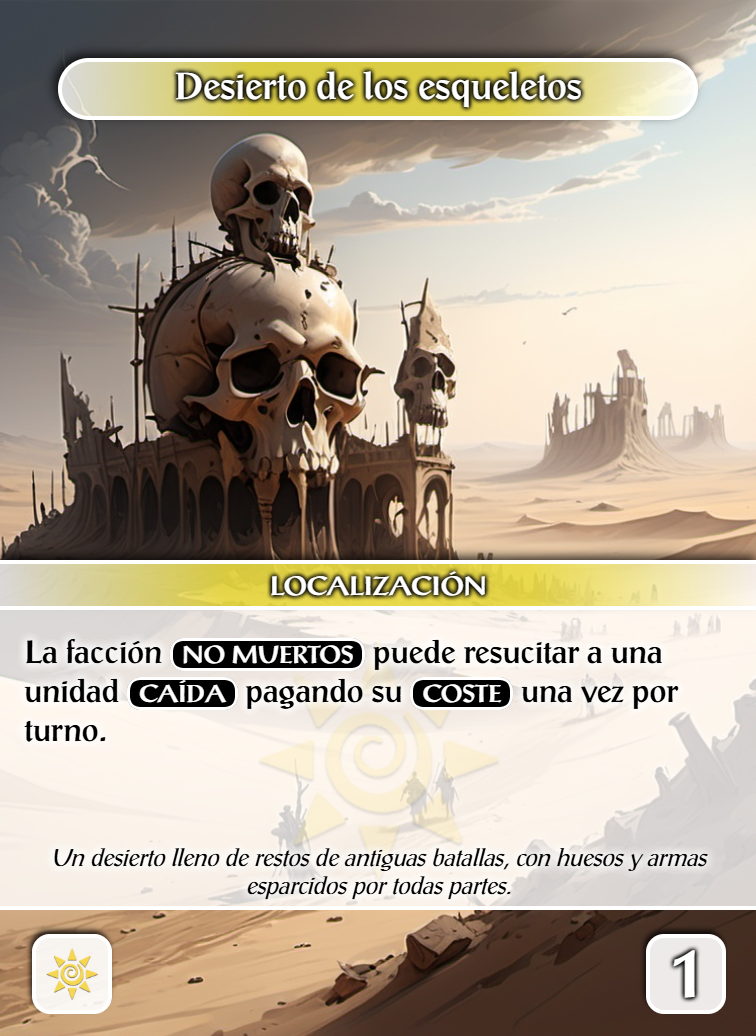 Desierto de los esqueletos
LOCALIZACIÓN
La facción NO MUERTOS puede resucitar a una
unidad CAÍDA pagando su COSTE una vez por
turno.
Un desierto lleno de restos de antiguas batallas, con huesos y armas
esparcidos por todas partes.
1